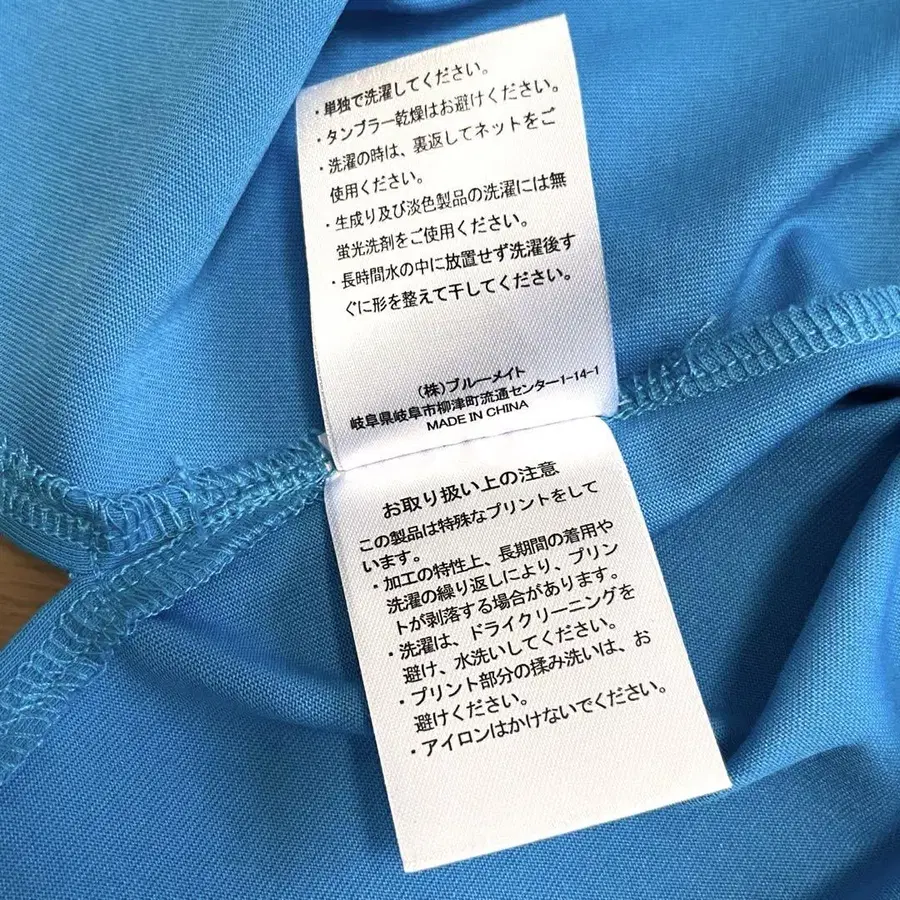 ・単独で洗濯してください。
・タンブラー乾燥はお避けください。
・洗濯の時は、裏返してネットをご
使用ください。
・生成り及び淡色製品の洗濯には無
蛍光洗剤をご使用ください。
・長時間水の中に放置せず洗濯後す
ぐに形を整えて干してください。
(株)ブルーメイト
岐阜県岐阜市柳津町流通センター1-14-1
MADE IN CHINA
お取り扱い上の注意
この製品は特殊なプリントをして
います。
・加工の特性上、長期間の着用や
洗濯の繰り返しにより、プリン
トが剥落する場合があります。
・洗濯は、ドライクリーニングを
避け、水洗いしてください。
・プリント部分の揉み洗いは、お
避けください。
・アイロンはかけないでください。